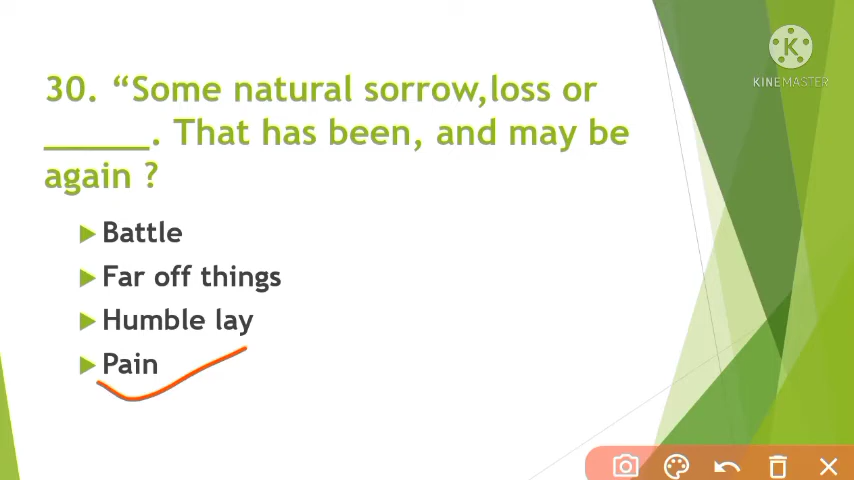 K
KINEMASTER
30. “Some natural sorrow,loss or
_____. That has been, and may be
again ?
Battle
Far off things
Humble lay
Pain